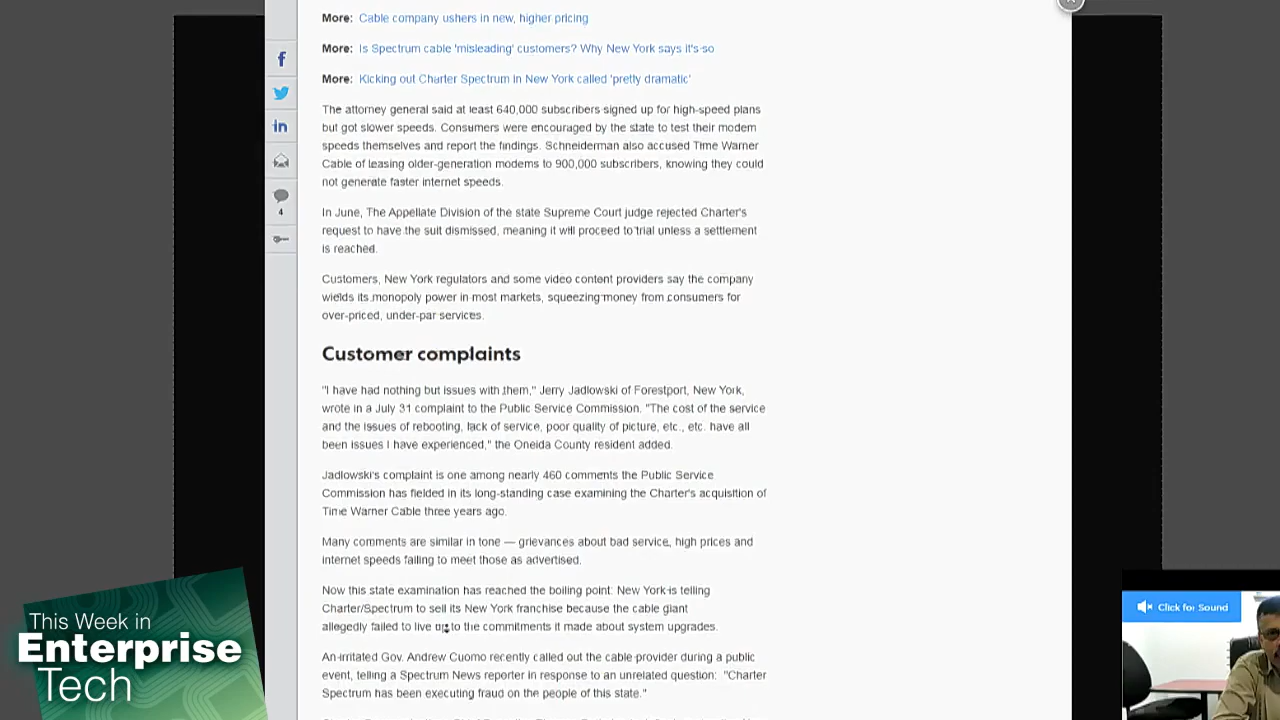 More: Cable company ushers in new, higher pricing
More: Is Spectrum cable 'misleading' customers? Why New York says it's so
More: Kicking out Charter Spectrum in New York called 'pretty dramatic'
The attorney general said at least 640,000 subscribers signed up for high-speed plans
but got slower speeds. Consumers were encouraged by the state to test their modem
speeds themselves and report the findings. Schneiderman also accused Time Warner
Cable of leasing older-generation modems to 900,000 subscribers, knowing they could
not generate faster internet speeds.
4
In June, The Appellate Division of the state Supreme Court judge rejected Charter's
request to have the suit dismissed, meaning it will proceed to trial unless a settlement
is reached.
Customers, New York regulators and some video content providers say the company
wields its monopoly power in most markets, squeezing money from consumers for
over-priced, under-par services.
Customer complaints
"I have had nothing but issues with them," Jerry Jadlowski of Forestport, New York,
wrote in a July 31 complaint to the Public Service Commission. "The cost of the service
and the issues of rebooting, lack of service, poor quality of picture, etc., etc. have all
been issues I have experienced," the Oneida County resident added.
Jadlowski's complaint is one among nearly 460 comments the Public Service
Commission has fielded in its long-standing case examining the Charter's acquisition of
Time Warner Cable three years ago.
Many comments are similar in tone — grievances about bad service, high prices and
internet speeds failing to meet those as advertised.
Now this state examination has reached the boiling point: New York is telling
Charter/Spectrum to sell its New York franchise because the cable giant
allegedly failed to live up to the commitments it made about system upgrades.
An irritated Gov. Andrew Cuomo recently called out the cable provider during a public
event, telling a Spectrum News reporter in response to an unrelated question: "Charter
Spectrum has been executing fraud on the people of this state."
This Week in
Enterprise
Tech
Click for Sound